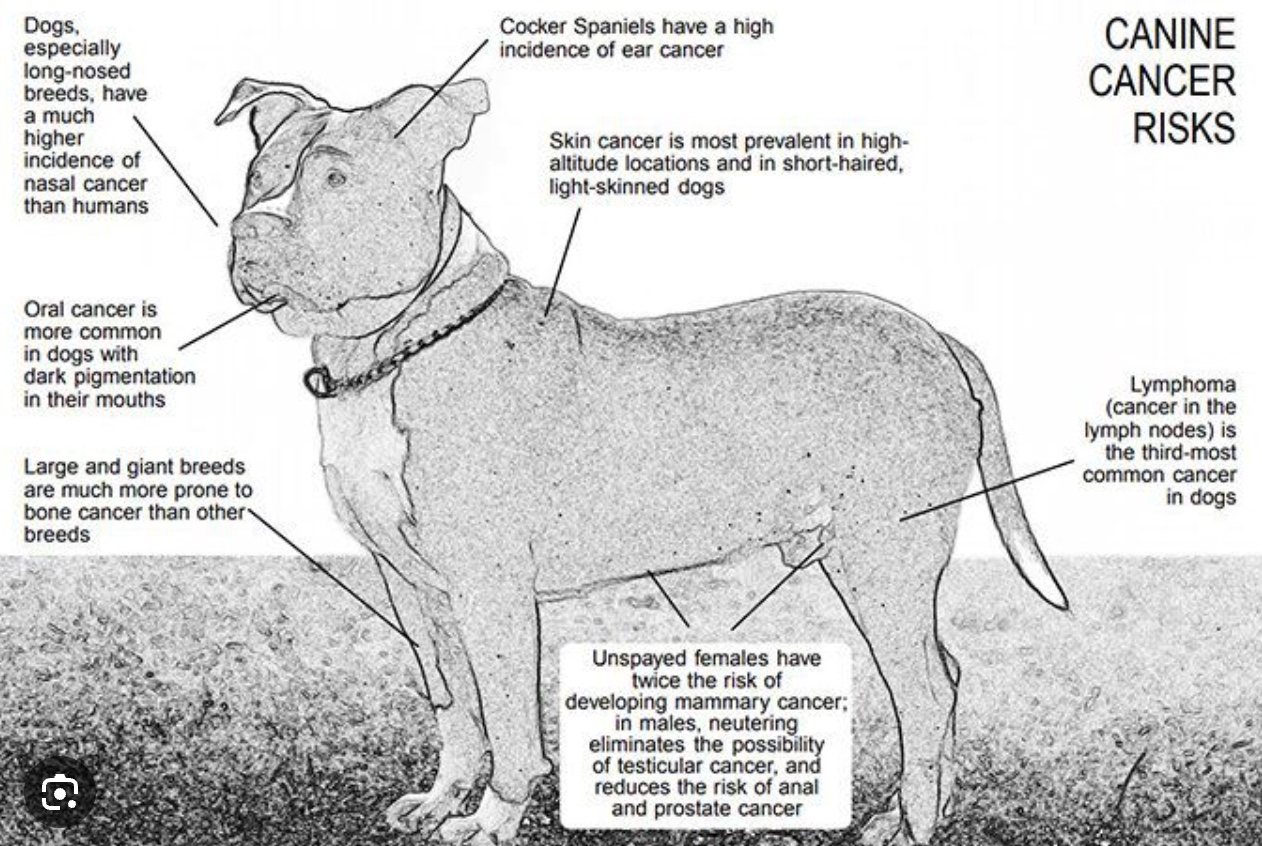 Dogs,
especially
long-nosed
breeds, have
a much
higher
incidence of
nasal cancer
than humans
Cocker Spaniels have a high
incidence of ear cancer
CANINE
CANCER
RISKS
Skin cancer is most prevalent in high-
altitude locations and in short-haired,
light-skinned dogs
Oral cancer is
more common
in dogs with
dark pigmentation
in their mouths
Lymphoma
(cancer in the
lymph nodes) is
the third-most
common cancer
in dogs
Large and giant breeds
are much more prone to
bone cancer than other
breeds
Unspayed females have
twice the risk of
developing mammary cancer;
in males, neutering
eliminates the possibility
of testicular cancer, and
reduces the risk of anal
and prostate cancer